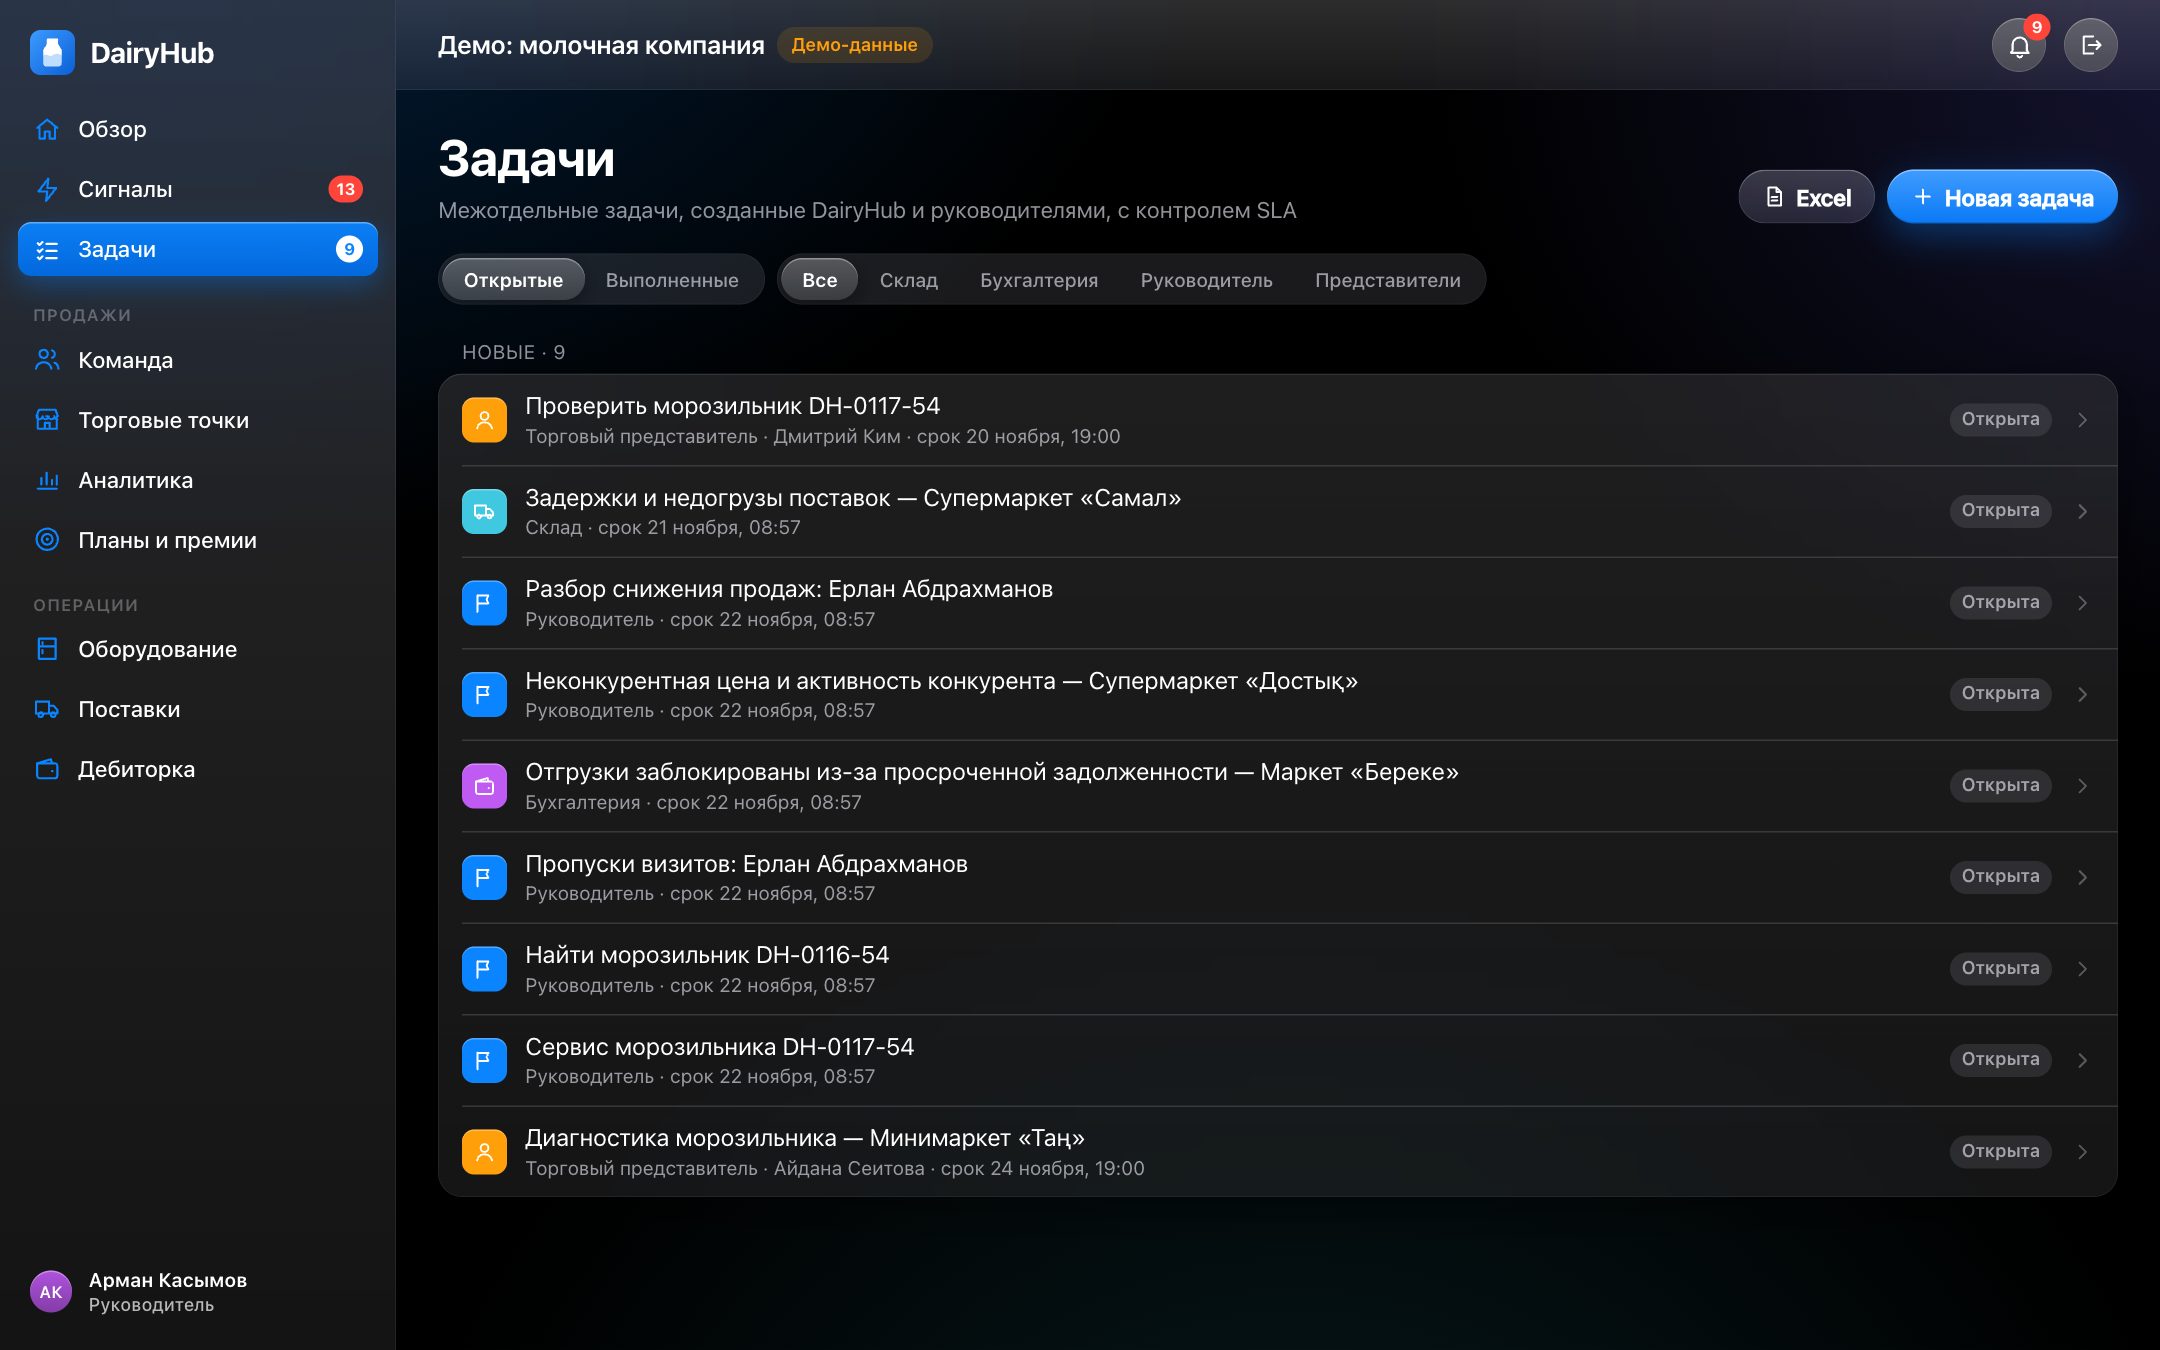 DairyHub
Обзор
Сигналы 13
Задачи 9
ПРОДАЖИ
Команда
Торговые точки
Аналитика
Планы и премии
ОПЕРАЦИИ
Оборудование
Поставки
Дебиторка
АК
Арман Касымов
Руководитель
Демо: молочная компания Демо-данные
9
Задачи
Межотдельные задачи, созданные DairyHub и руководителями, с контролем SLA
Excel
Новая задача
Открытые Выполненные
Все Склад Бухгалтерия Руководитель Представители
НОВЫЕ · 9
Проверить морозильник DH-0117-54
Торговый представитель · Дмитрий Ким · срок 20 ноября, 19:00
Открыта
Задержки и недогрузы поставок — Супермаркет «Самал»
Склад · срок 21 ноября, 08:57
Открыта
Разбор снижения продаж: Ерлан Абдрахманов
Руководитель · срок 22 ноября, 08:57
Открыта
Неконкурентная цена и активность конкурента — Супермаркет «Достық»
Руководитель · срок 22 ноября, 08:57
Открыта
Отгрузки заблокированы из-за просроченной задолженности — Маркет «Береке»
Бухгалтерия · срок 22 ноября, 08:57
Открыта
Пропуски визитов: Ерлан Абдрахманов
Руководитель · срок 22 ноября, 08:57
Открыта
Найти морозильник DH-0116-54
Руководитель · срок 22 ноября, 08:57
Открыта
Сервис морозильника DH-0117-54
Руководитель · срок 22 ноября, 08:57
Открыта
Диагностика морозильника — Минимаркет «Таң»
Торговый представитель · Айдана Сеитова · срок 24 ноября, 19:00
Открыта